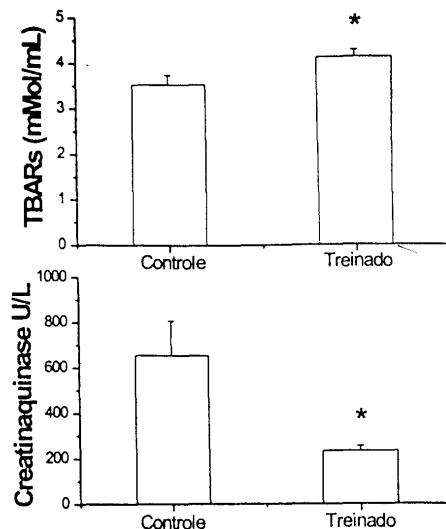 TBARs (mMol/mL)
5
4
3
2
1
0
*
Controle
Treinado
Creatinaquinase U/L
1000
800
600
400
200
0
*
Controle
Treinado